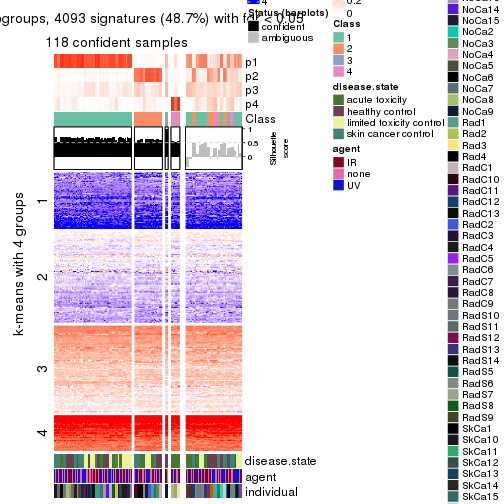 ogroups, 4093 signatures (48.7%) with fdr < 0.05
118 confident samples
p1
p2
p3
p4
Class
1
0.5
0
Silhouette
score
k-means with 4 groups
1
2
3
4
disease.state
agent
individual
4
Status (barplots)
confident
ambiguous
0.2
0
Class
1
2
3
4
disease.state
acute toxicity
healthy control
limited toxicity control
skin cancer control
agent
IR
none
UV
NoCa14
NoCa15
NoCa2
NoCa3
NoCa4
NoCa5
NoCa6
NoCa7
NoCa8
NoCa9
Rad1
Rad2
Rad3
Rad4
RadC1
RadC10
RadC11
RadC12
RadC13
RadC2
RadC3
RadC4
RadC5
RadC6
RadC7
RadC8
RadC9
RadS10
RadS11
RadS12
RadS13
RadS14
RadS5
RadS6
RadS7
RadS8
RadS9
SkCa1
SkCa10
SkCa11
SkCa12
SkCa13
SkCa14
SkCa15